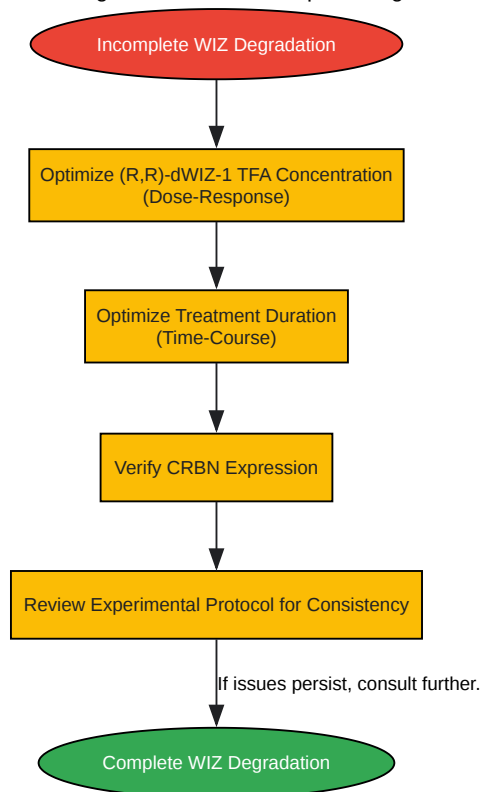 Incomplete WIZ Degradation
Optimize (R,R)-dWIZ-1 TFA Concentration
(Dose-Response)
Optimize Treatment Duration
(Time-Course)
Verify CRBN Expression
Review Experimental Protocol for Consistency
If issues persist, consult further.
Complete WIZ Degradation